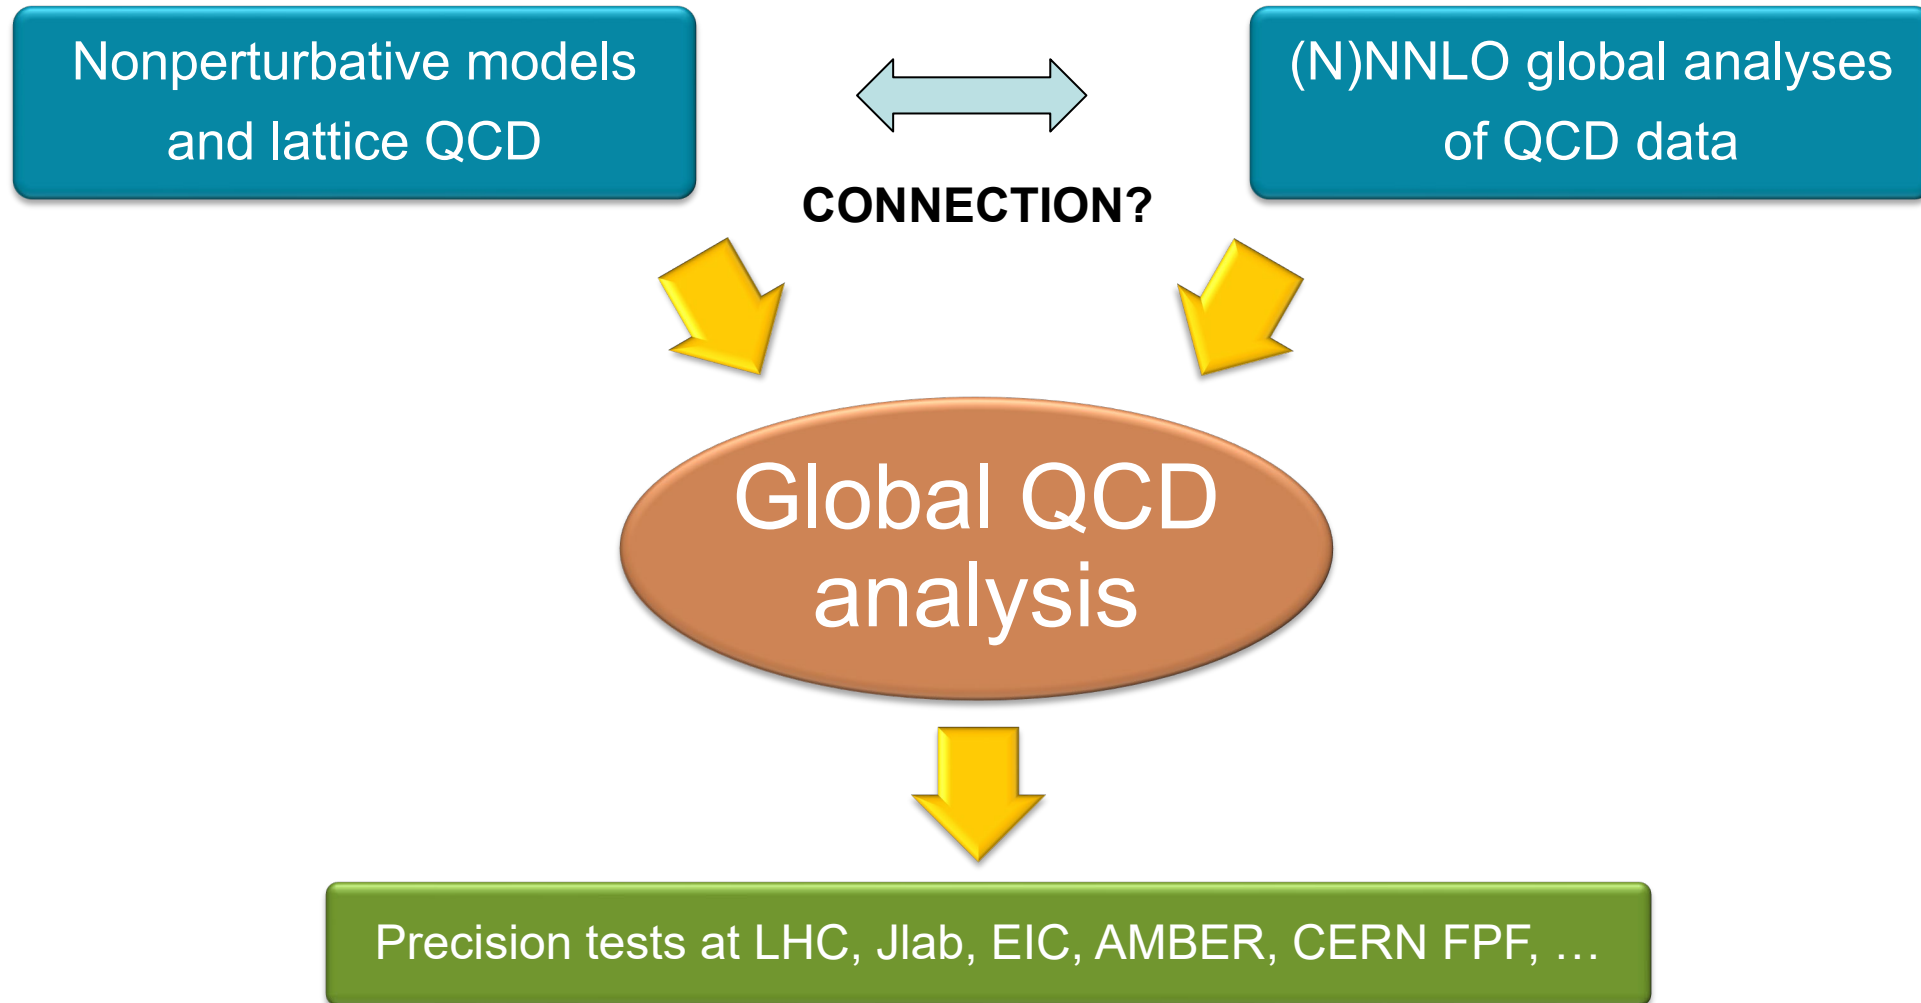 Nonperturbative models
and lattice QCD
(N)NNLO global analyses
of QCD data
CONNECTION?
Global QCD
analysis
Precision tests at LHC, Jlab, EIC, AMBER, CERN FPF, …